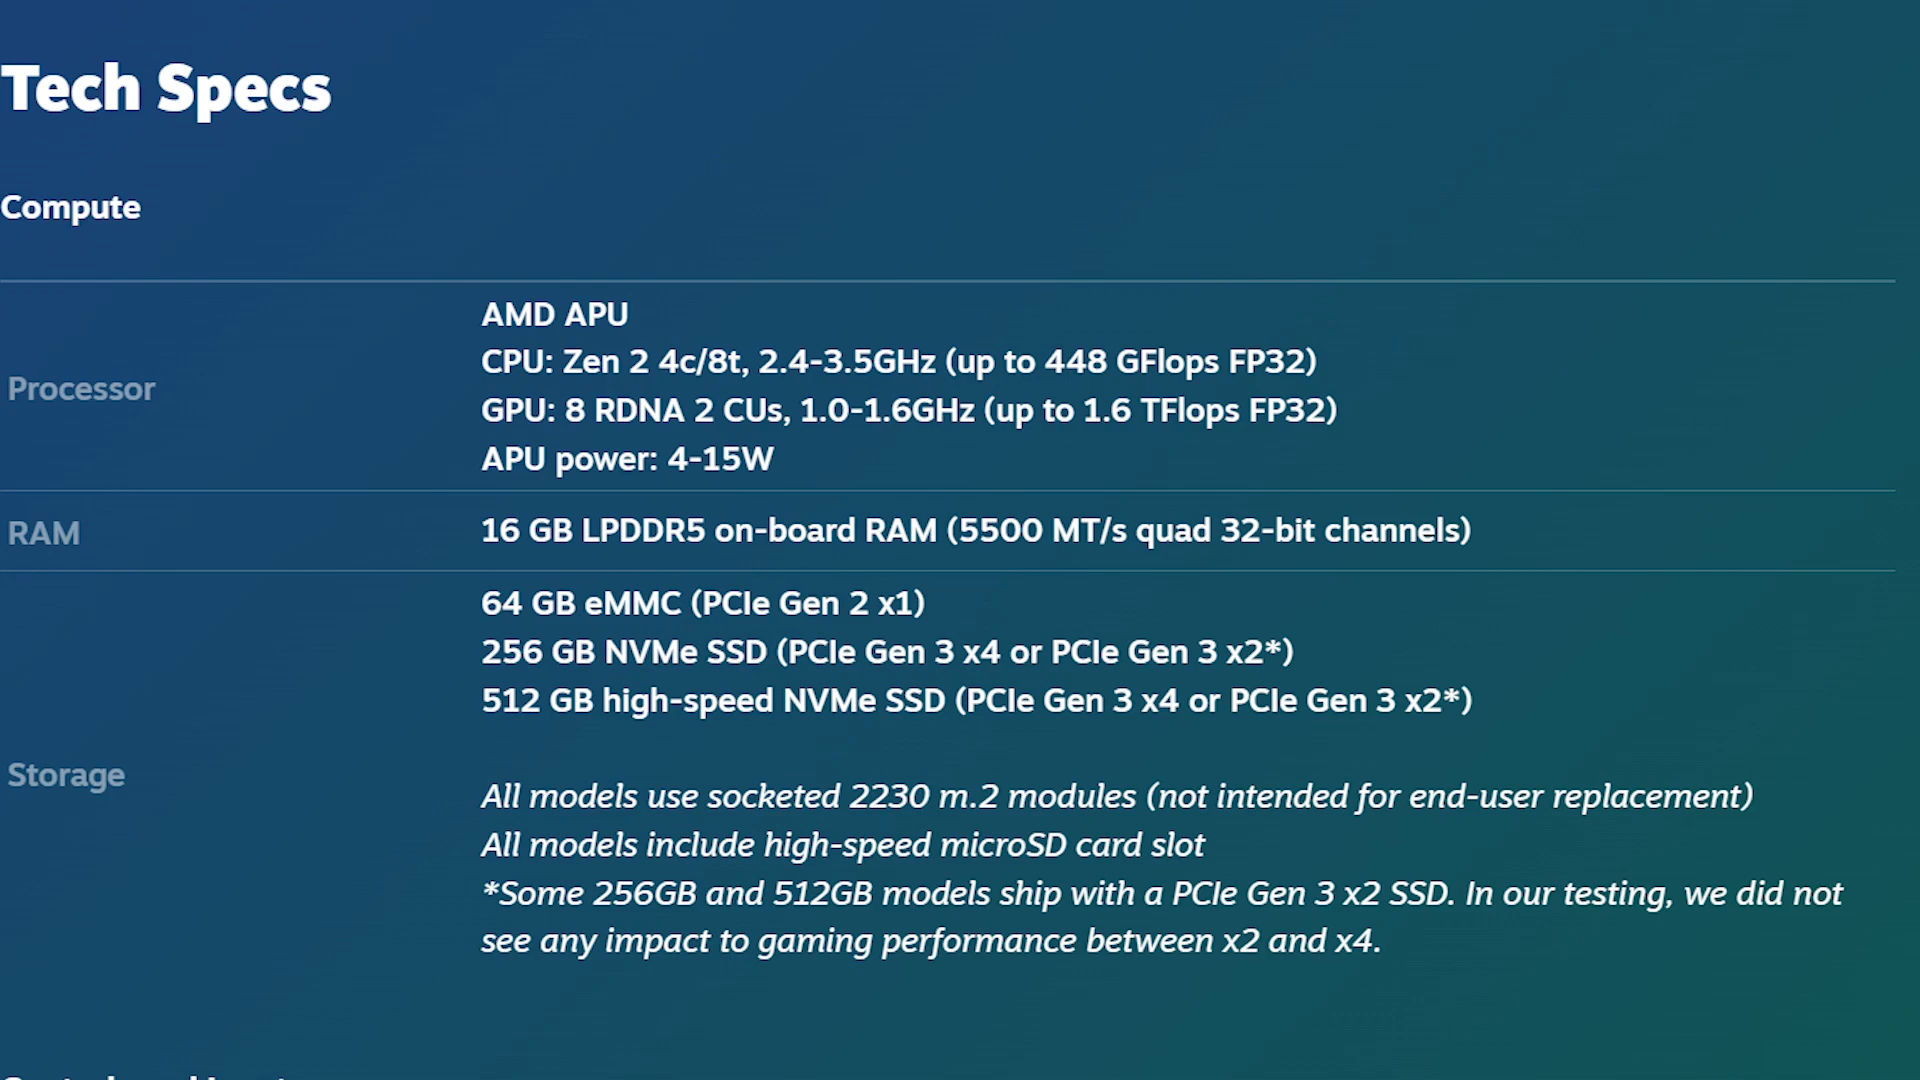 Tech Specs
Compute
Processor
AMD APU
CPU: Zen 2 4c/8t, 2.4-3.5GHz (up to 448 GFlops FP32)
GPU: 8 RDNA 2 CUs, 1.0-1.6GHz (up to 1.6 TFlops FP32)
APU power: 4-15W
RAM
16 GB LPDDR5 on-board RAM (5500 MT/s quad 32-bit channels)
Storage
64 GB eMMC (PCIe Gen 2 x1)
256 GB NVMe SSD (PCIe Gen 3 x4 or PCIe Gen 3 x2*)
512 GB high-speed NVMe SSD (PCIe Gen 3 x4 or PCIe Gen 3 x2*)
All models use socketed 2230 m.2 modules (not intended for end-user replacement)
All models include high-speed microSD card slot
*Some 256GB and 512GB models ship with a PCIe Gen 3 x2 SSD. In our testing, we did not
see any impact to gaming performance between x2 and x4.